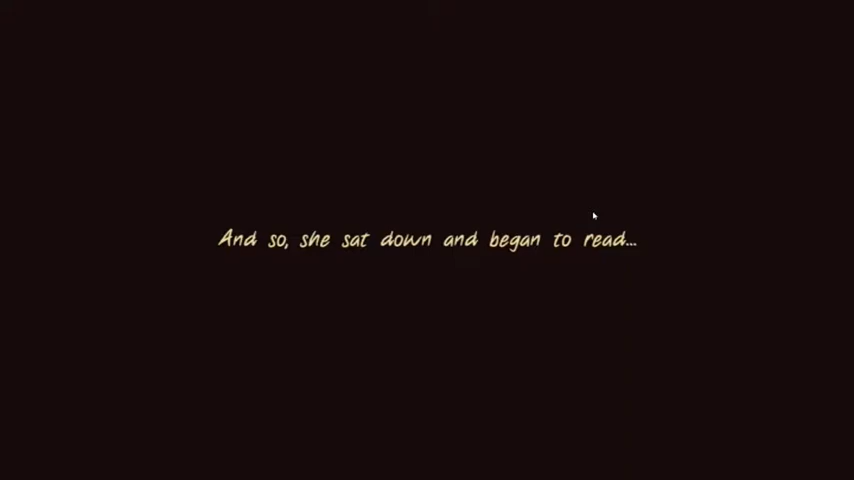 And so, she sat down and began to read...